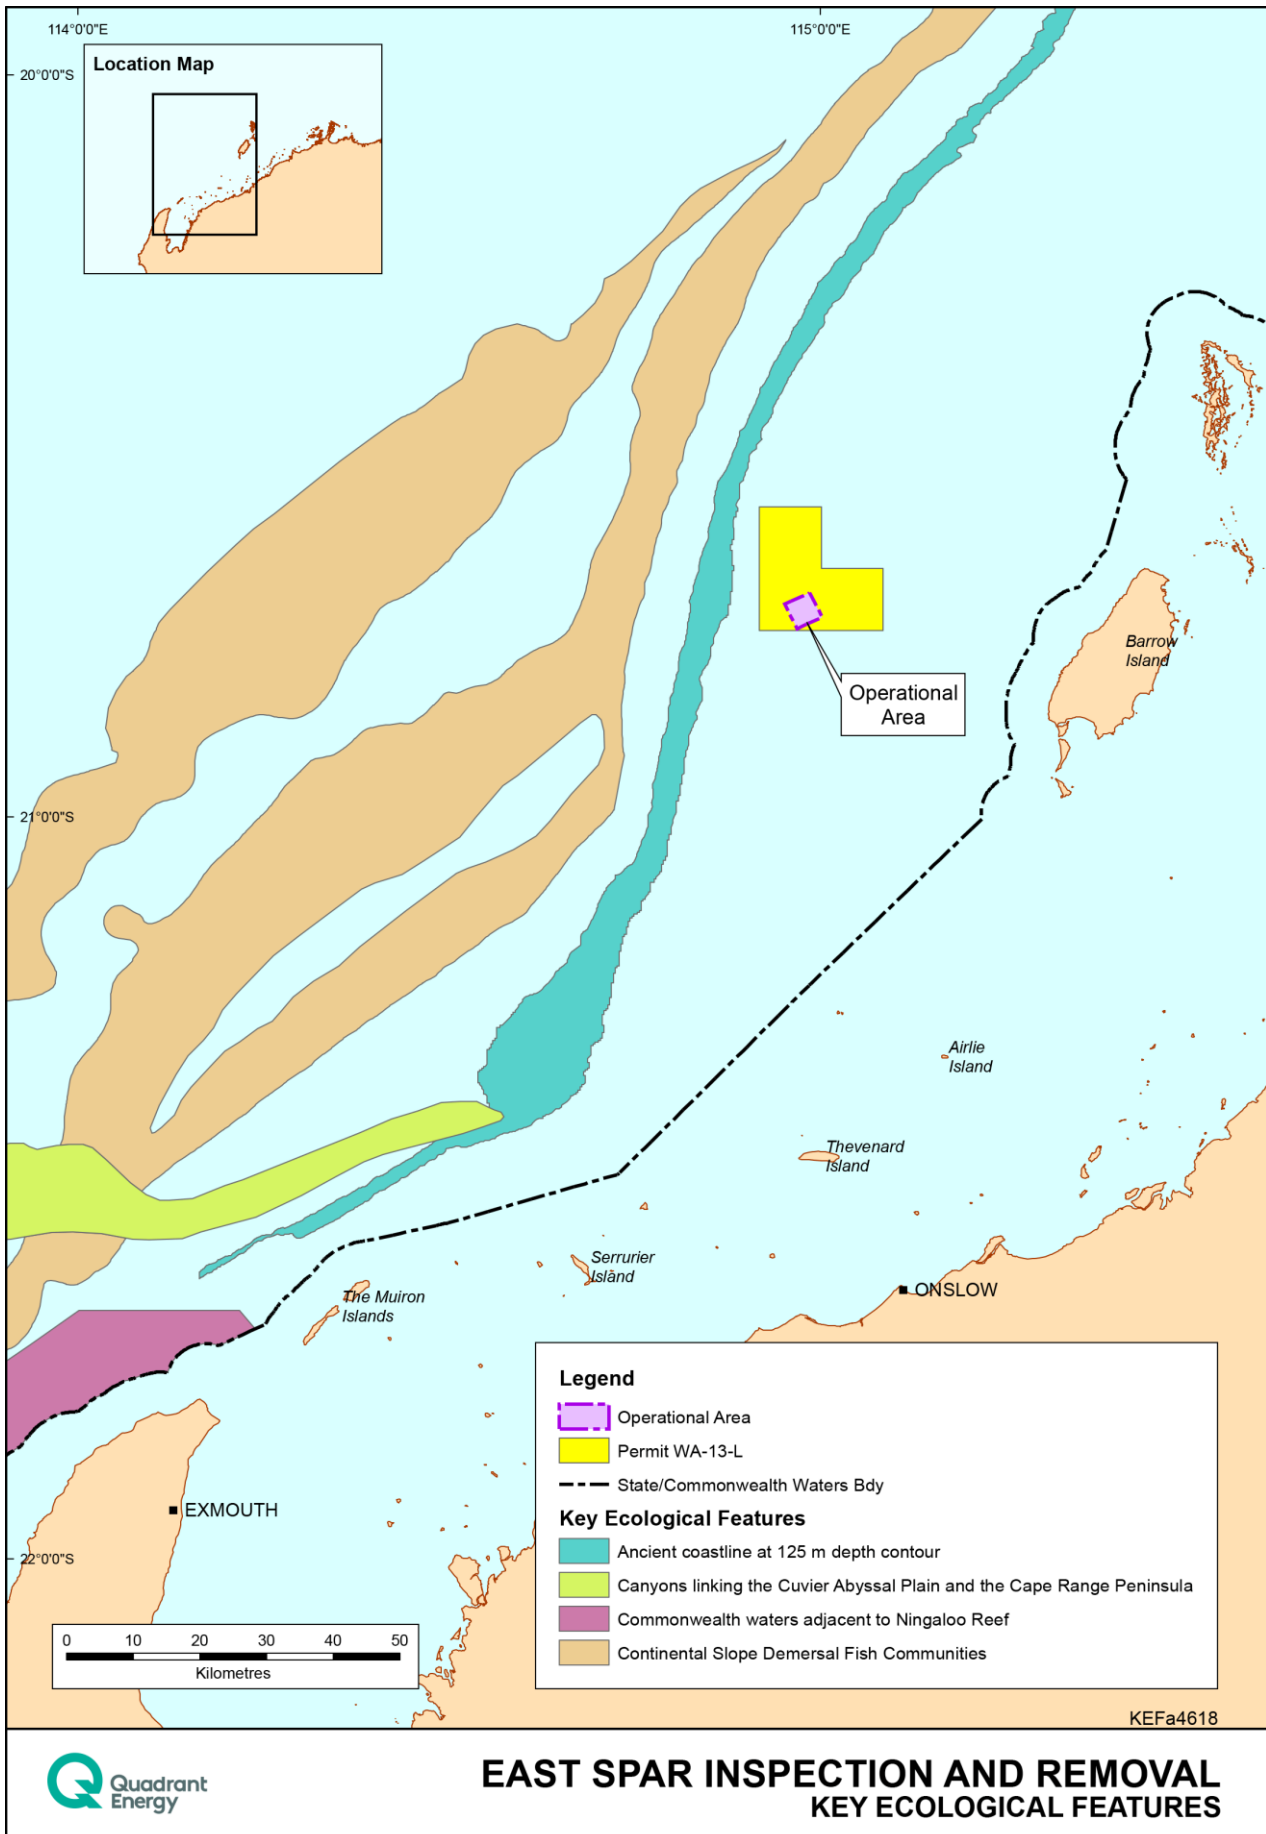 114°0'0"E
115°0'0"E
20°0'0"S
Location Map
Barrow
Island
Operational
Area
21°0'0"S
Airlie
Island
Thevenard
Island
Serrurier
Island
ONSLOW
The Muiron
Islands
EXMOUTH
22°0'0"S
Legend
Operational Area
Permit WA-13-L
State/Commonwealth Waters Bdy
Key Ecological Features
Ancient coastline at 125 m depth contour
Canyons linking the Cuvier Abyssal Plain and the Cape Range Peninsula
Commonwealth waters adjacent to Ningaloo Reef
Continental Slope Demersal Fish Communities
0 10 20 30 40 50
Kilometres
KEFa4618
Quadrant
Energy
EAST SPAR INSPECTION AND REMOVAL
KEY ECOLOGICAL FEATURES